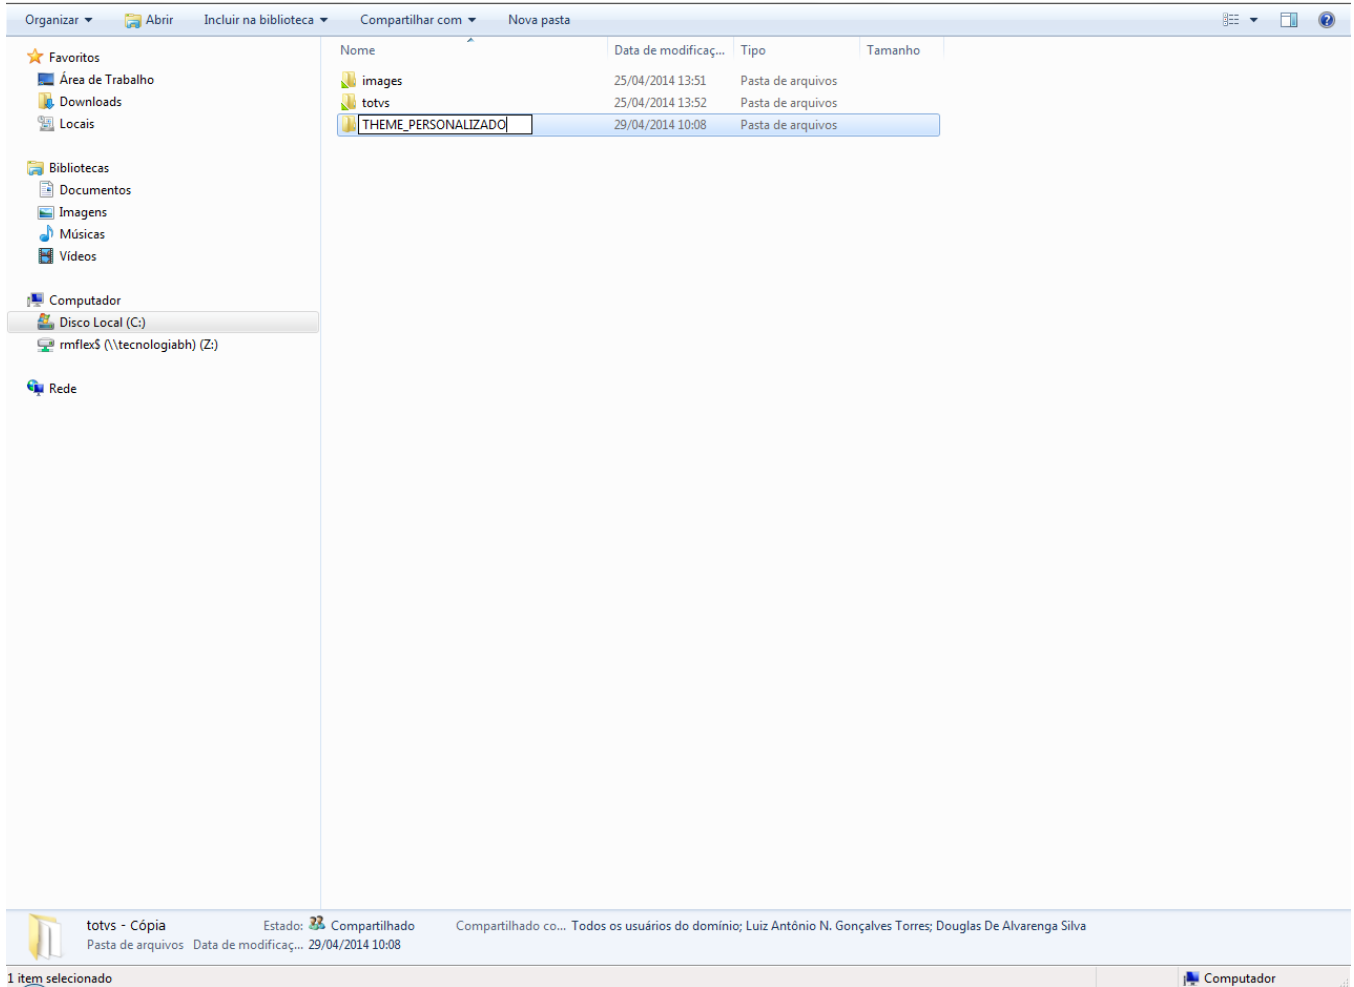 Organizar Abrir Incluir na biblioteca Compartilhar com Nova pasta
Favoritos
Área de Trabalho
Downloads
Locais
Bibliotecas
Documentos
Imagens
Músicas
Vídeos
Computador
Disco Local (C:)
rmflex$ (\\tecnologiabh) (Z:)
Rede
Nome Data de modificaç... Tipo Tamanho
images 25/04/2014 13:51 Pasta de arquivos
totvs 25/04/2014 13:52 Pasta de arquivos
THEME_PERSONALIZADO 29/04/2014 10:08 Pasta de arquivos
totvs - Cópia Estado: Compartilhado Compartilhado co... Todos os usuários do domínio; Luiz Antônio N. Gonçalves Torres; Douglas De Alvarenga Silva
Pasta de arquivos Data de modificaç... 29/04/2014 10:08
1 item selecionado Computador